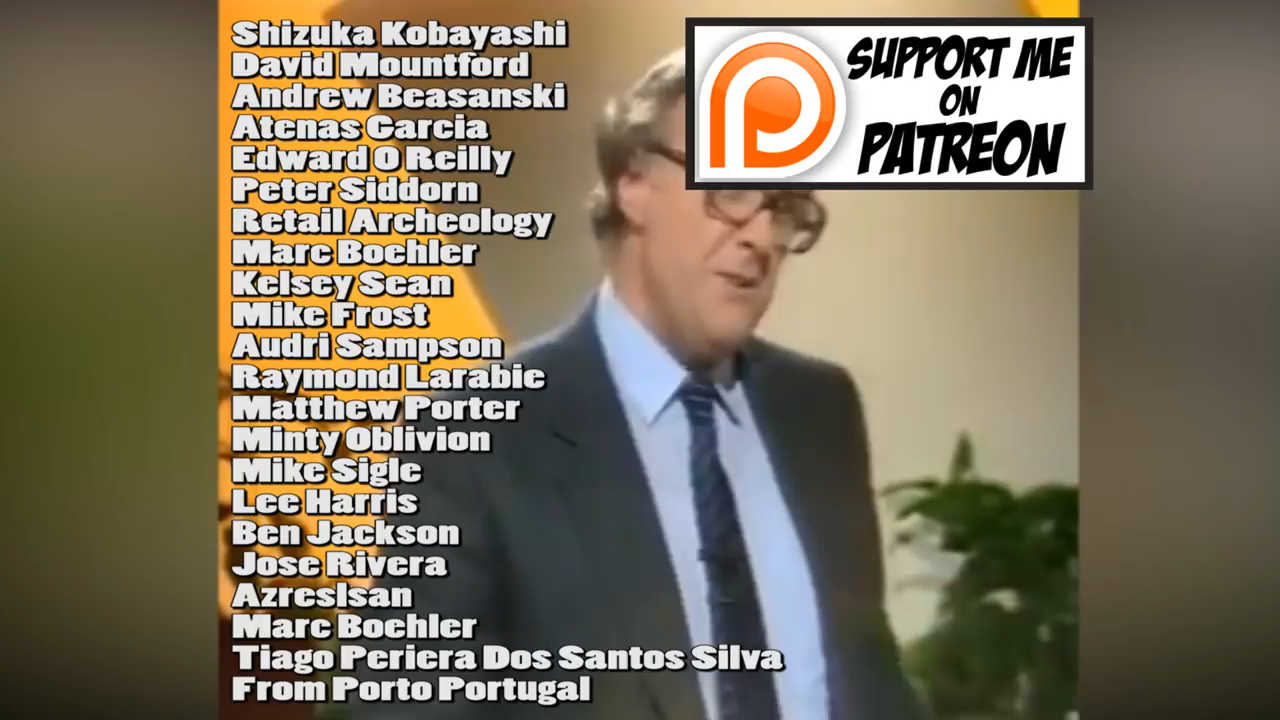 Shizuka Kobayashi
David Mountford
Andrew Beasanski
Atenas Garcia
Edward O Reilly
Peter Siddorn
Retail Archeology
Marc Boehler
Kelsey Sean
Mike Frost
Audri Sampson
Raymond Larabie
Matthew Porter
Minty Oblivion
Mike Sigle
Lee Harris
Ben Jackson
Jose Rivera
Azreslsan
Marc Boehler
Tiago Periera Dos Santos Silva
From Porto Portugal
SUPPORT ME
ON
PATREON